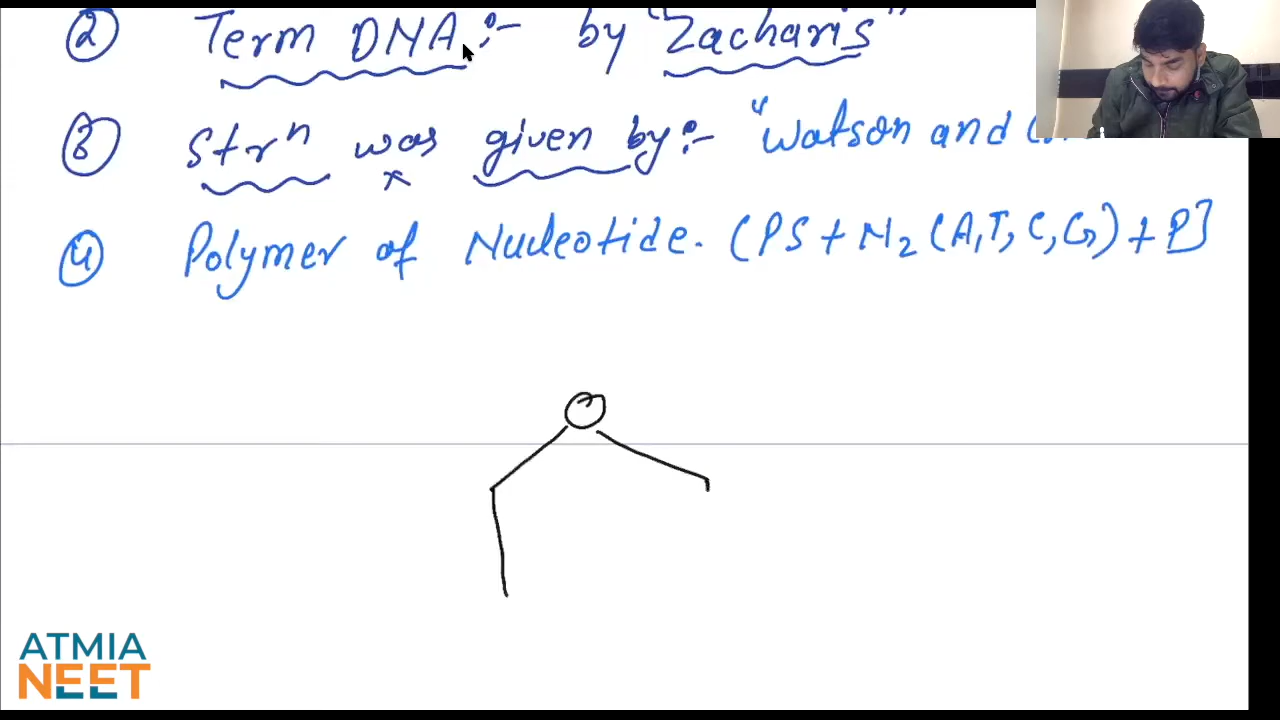 ② Term DNA :- by "Zacharis"
③ Strⁿ was given by :- "Watson and
④ Polymer of Nucleotide. (PS + N₂ (A,T,C,G) + P]
ATMIA
NEET